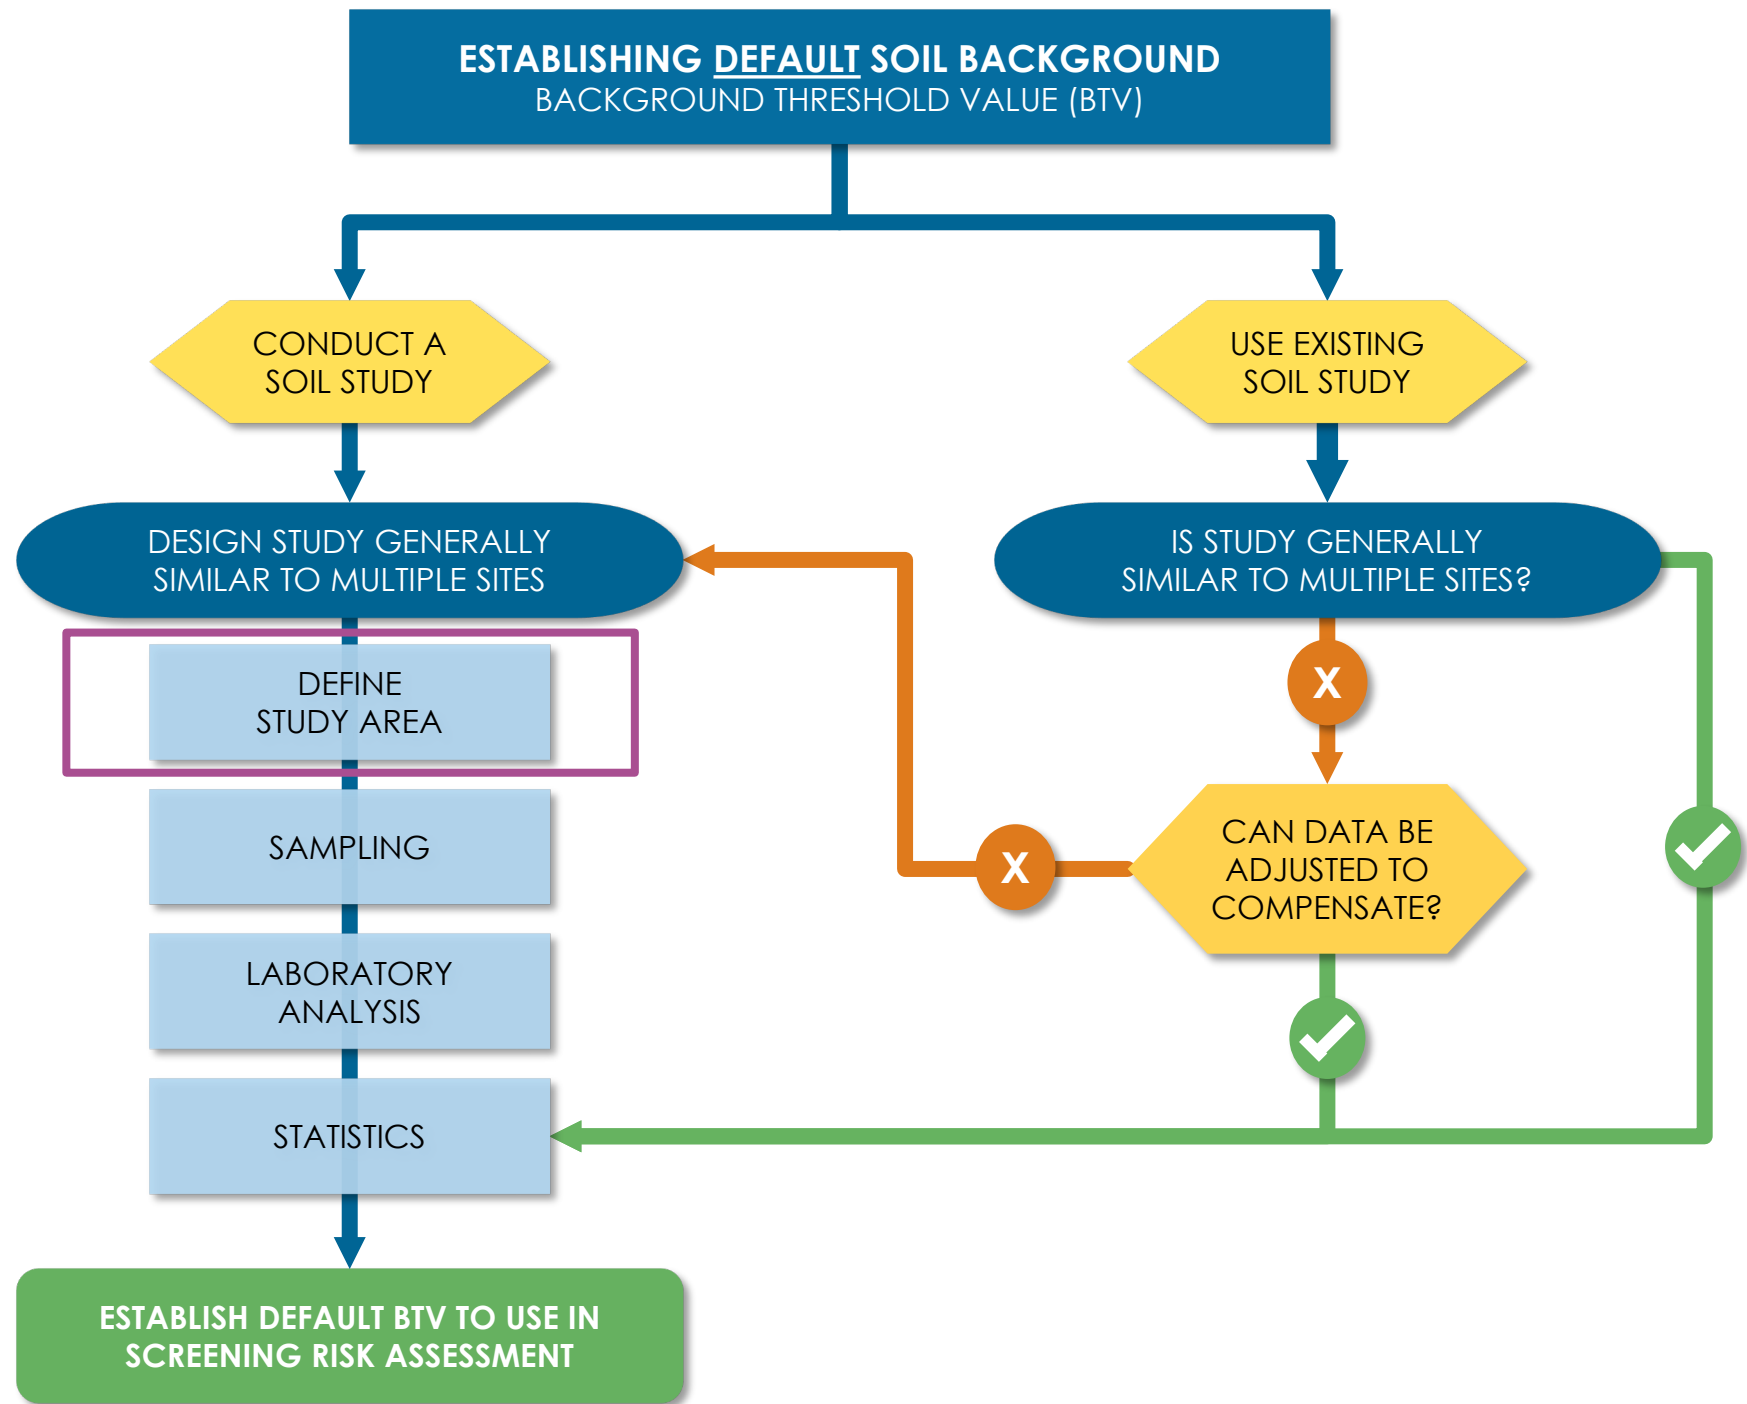 ESTABLISHING DEFAULT SOIL BACKGROUND
BACKGROUND THRESHOLD VALUE (BTV)
CONDUCT A
SOIL STUDY
USE EXISTING
SOIL STUDY
DESIGN STUDY GENERALLY
SIMILAR TO MULTIPLE SITES
IS STUDY GENERALLY
SIMILAR TO MULTIPLE SITES?
DEFINE
STUDY AREA
X
SAMPLING
X
CAN DATA BE
ADJUSTED TO
COMPENSATE?
LABORATORY
ANALYSIS
STATISTICS
ESTABLISH DEFAULT BTV TO USE IN
SCREENING RISK ASSESSMENT